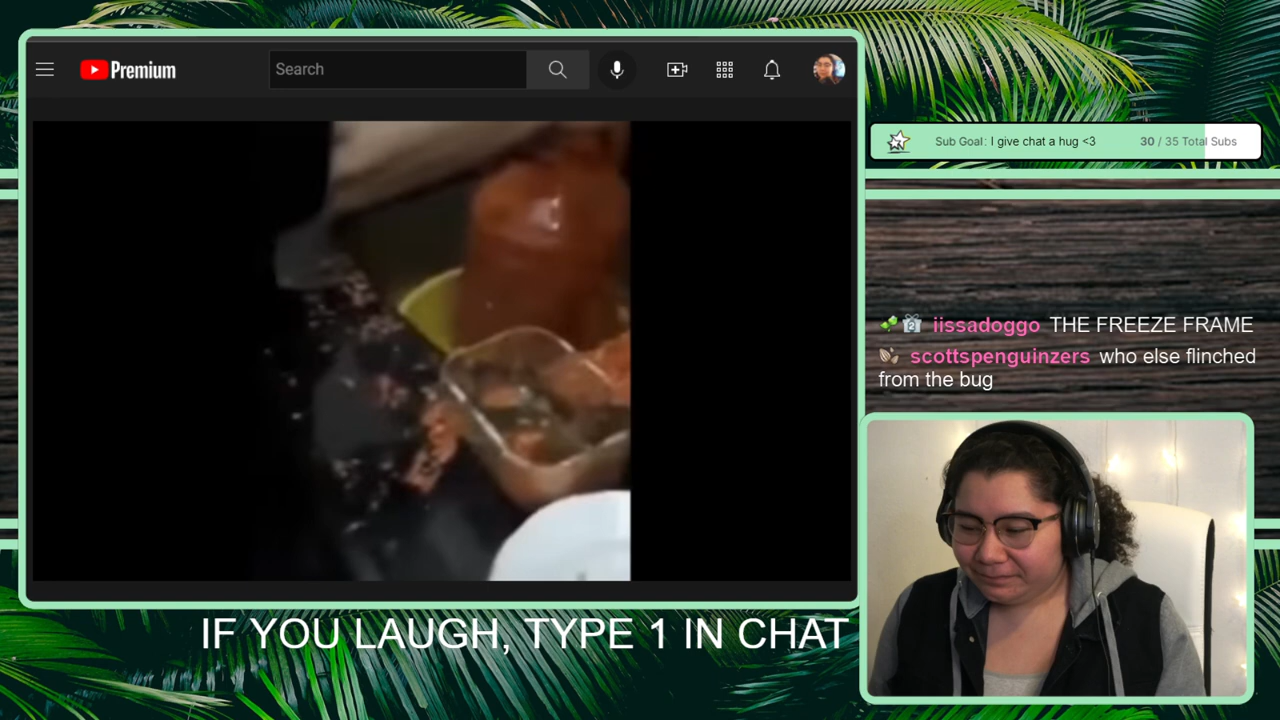 Premium
Search
Sub Goal: I give chat a hug <3
30 / 35 Total Subs
2
iissadoggo THE FREEZE FRAME
scottspenguinzers who else flinched
from the bug
IF YOU LAUGH, TYPE 1 IN CHAT